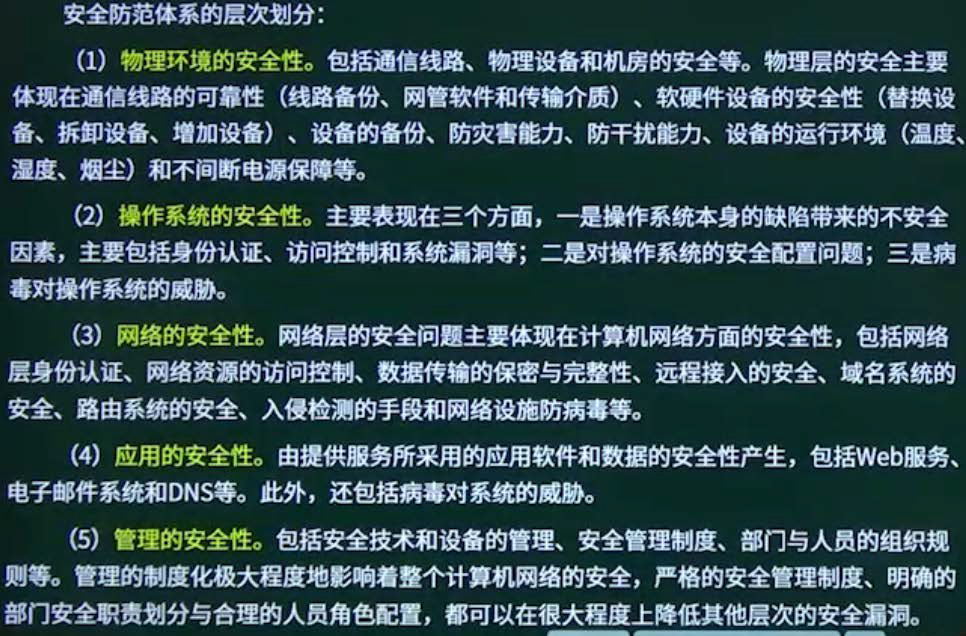 安全防范体系的层次划分：
（1）物理环境的安全性。包括通信线路、物理设备和机房的安全等。物理层的安全主要
体现在通信线路的可靠性（线路备份、网管软件和传输介质）、软硬件设备的安全性（替换设
备、拆卸设备、增加设备）、设备的备份、防灾害能力、防干扰能力、设备的运行环境（温度、
湿度、烟尘）和不间断电源保障等。
（2）操作系统的安全性。主要表现在三个方面，一是操作系统本身的缺陷带来的不安全
因素，主要包括身份认证、访问控制和系统漏洞等；二是对操作系统的安全配置问题；三是病
毒对操作系统的威胁。
（3）网络的安全性。网络层的安全问题主要体现在计算机网络方面的安全性，包括网络
层身份认证、网络资源的访问控制、数据传输的保密与完整性、远程接入的安全、域名系统的
安全、路由系统的安全、入侵检测的手段和网络设施防病毒等。
（4）应用的安全性。由提供服务所采用的应用软件和数据的安全性产生，包括Web服务、
电子邮件系统和DNS等。此外，还包括病毒对系统的威胁。
（5）管理的安全性。包括安全技术和设备的管理、安全管理制度、部门与人员的组织规
则等。管理的制度化极大程度地影响着整个计算机网络的安全，严格的安全管理制度、明确的
部门安全职责划分与合理的人员角色配置，都可以在很大程度上降低其他层次的安全漏洞。